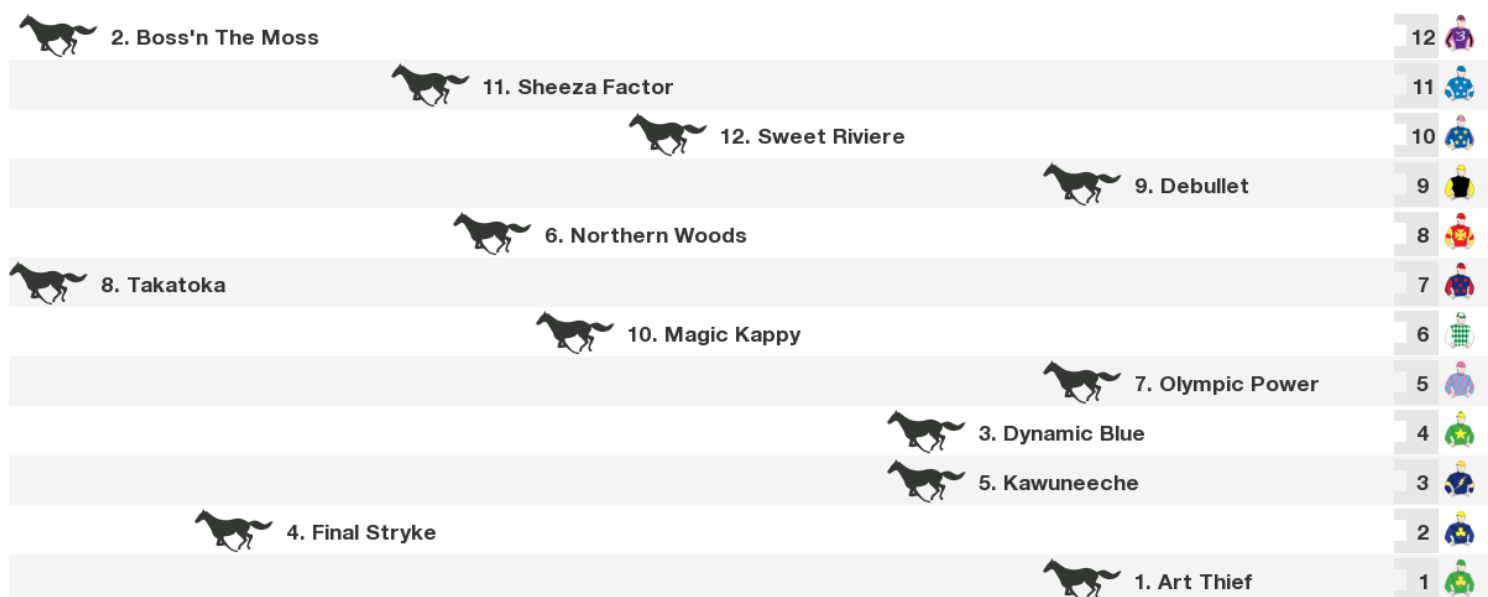 2. Boss'n The Moss 12
3
11. Sheeza Factor 11
12. Sweet Riviere 10
9. Debullet 9
6. Northern Woods 8
8. Takatoka 7
10. Magic Kappy 6
7. Olympic Power 5
3. Dynamic Blue 4
5. Kawuneeche 3
4. Final Stryke 2
1. Art Thief 1